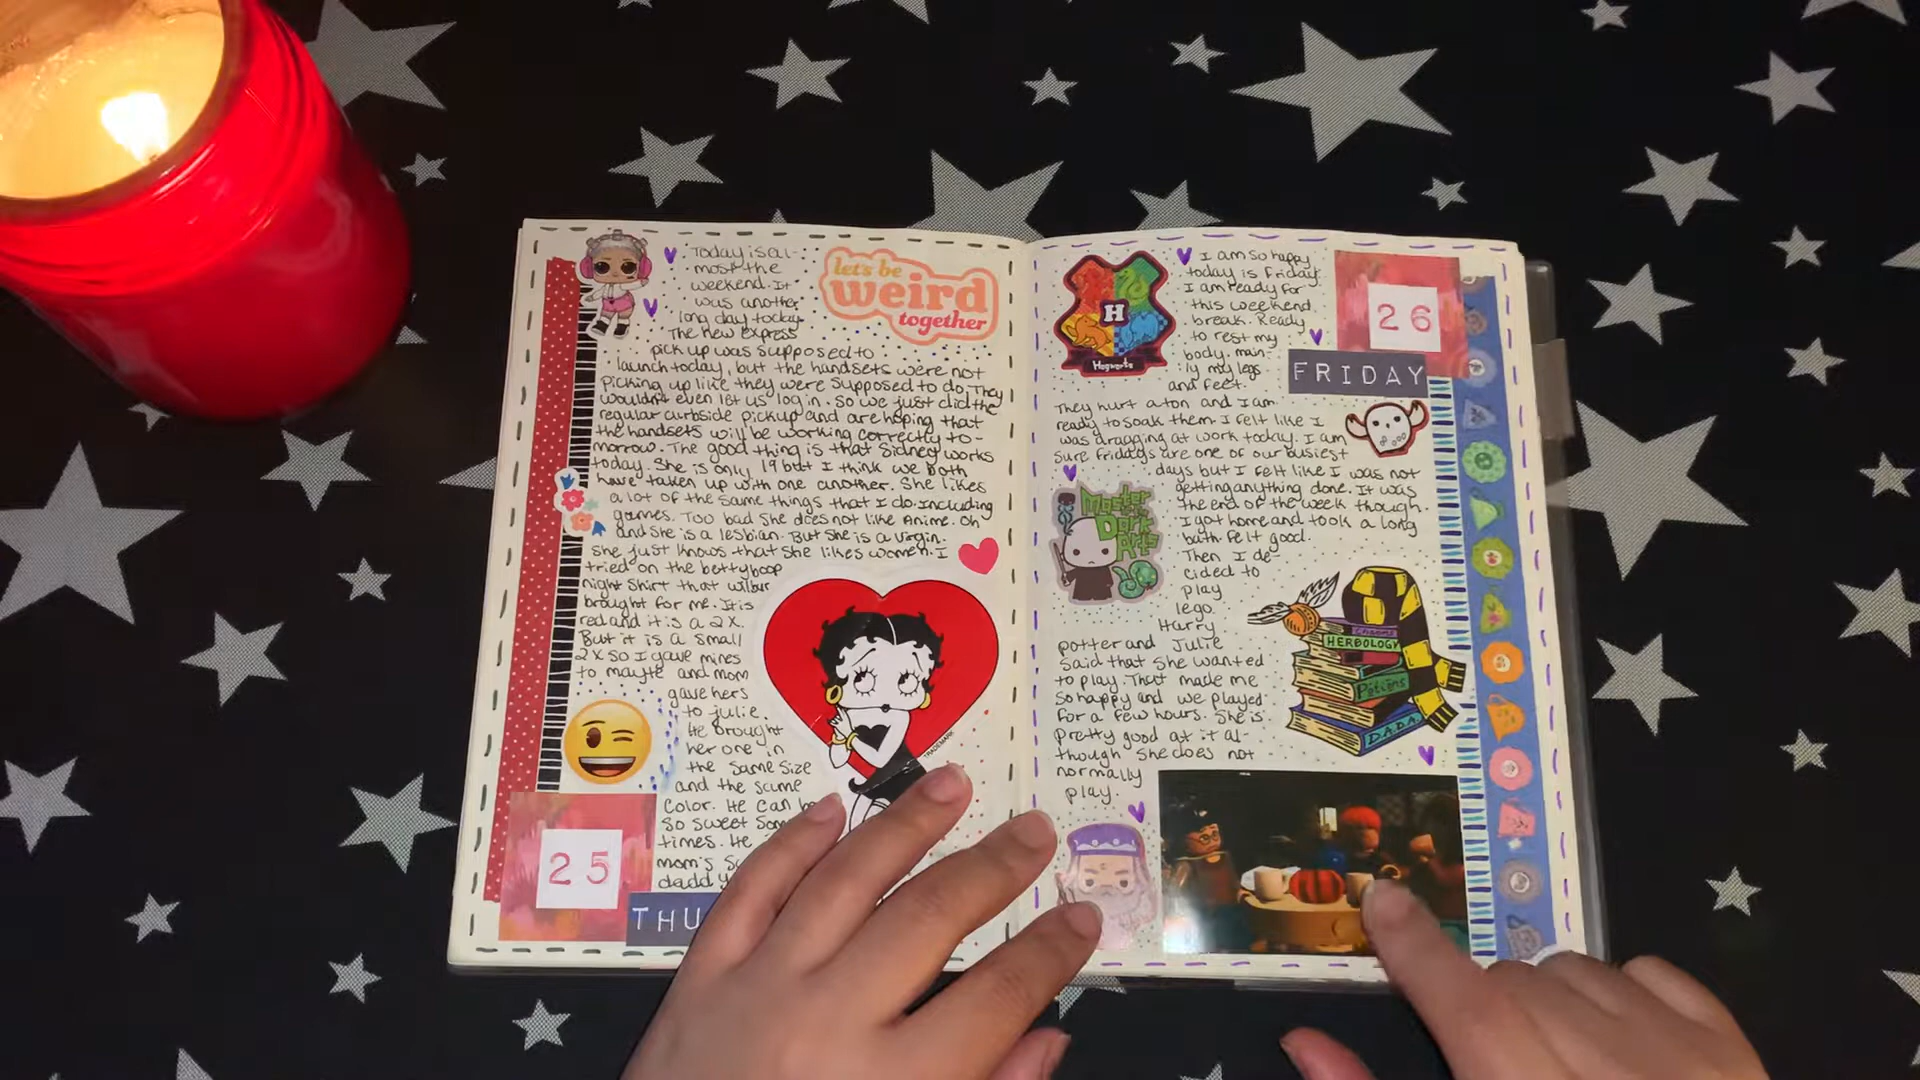 Today is al-
most the
weekend. It
was another
long day today.
The new express
pick up was supposed to
launch today, but the handsets were not
picking up like they were supposed to do. They
wouldn't even let us log in. So we just did the
regular curbside pickup and are hoping that
the handsets will be working correctly to-
morrow. The good thing is that Sidney works
today. She is only 19 but I think we both
have taken up with one another. She likes
a lot of the same things that I do. Including
games. Too bad she does not like Anime. Oh
and she is a lesbian. But she is a virgin.
She just knows that she likes women. I
tried on the bettyboop
night shirt that wilbur
brought for me. It is
red and it is a 2x.
But it is a small
2x so I gave mines
to mayte and mom
gave hers
to julie.
He brought
her one in
the same size
and the same
color. He can be
so sweet some
times. He
mom's
daddy
let's be
weird
together
TRADEMARK
25
THU
H
Hogwarts
I am so happy
today is Friday.
I am ready for
this weekend
break. Ready
to rest my
body. main-
ly my legs
and feet.
They hurt a ton and I am
ready to soak them. I felt like I
was dragging at work today. I am
sure fridays are one of our busiest
days but I felt like I was not
getting anything done. It was
the end of the week though.
I got home and took a long
bath felt good.
Then I de-
cided to
play
lego
Harry
potter and Julie
said that she wanted
to play. That made me
so happy and we played
for a few hours. She is
pretty good at it al-
though she does not
normally
play.
26
FRIDAY
Master
Dark
Arts
HERBOLOGY
Potions
D.A.D.A.